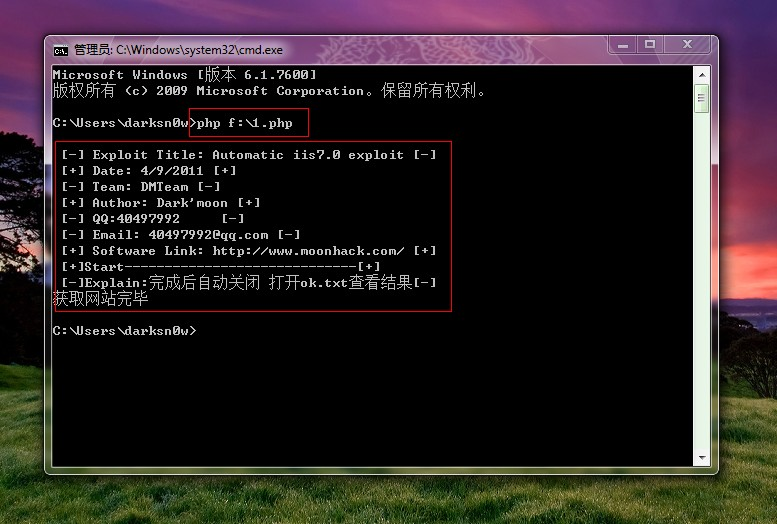 管理员: C:\Windows\system32\cmd.exe
Microsoft Windows [版本 6.1.7600]
版权所有 (c) 2009 Microsoft Corporation。保留所有权利。
C:\Users\darksn0w>php f:\1.php
[-] Exploit Title: Automatic iis7.0 exploit [-]
[+] Date: 4/9/2011 [+]
[-] Team: DMTeam [-]
[+] Author: Dark'moon [+]
[-] QQ:40497992     [-]
[-] Email: 40497992@qq.com [-]
[+] Software Link: http://www.moonhack.com/ [+]
[+]Start-----------------------------[+]
[-]Explain:完成后自动关闭 打开ok.txt查看结果[-]
获取网站完毕
C:\Users\darksn0w>